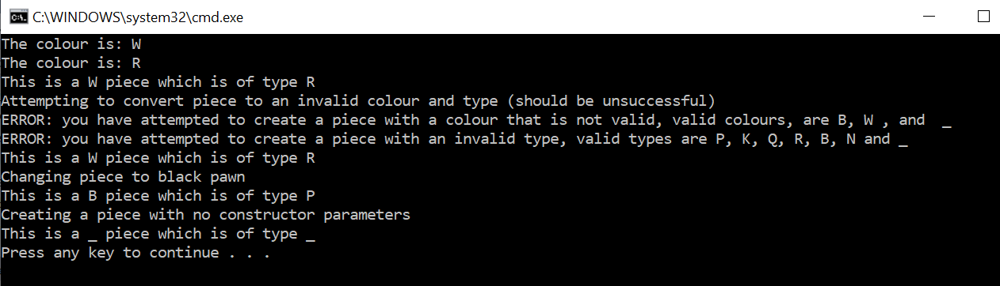 C:\WINDOWS\system32\cmd.exe
The colour is: W
The colour is: R
This is a W piece which is of type R
Attempting to convert piece to an invalid colour and type (should be unsuccessful)
ERROR: you have attempted to create a piece with a colour that is not valid, valid colours, are B, W , and  _
ERROR: you have attempted to create a piece with an invalid type, valid types are P, K, Q, R, B, N and _
This is a W piece which is of type R
Changing piece to black pawn
This is a B piece which is of type P
Creating a piece with no constructor parameters
This is a _ piece which is of type _
Press any key to continue . . .